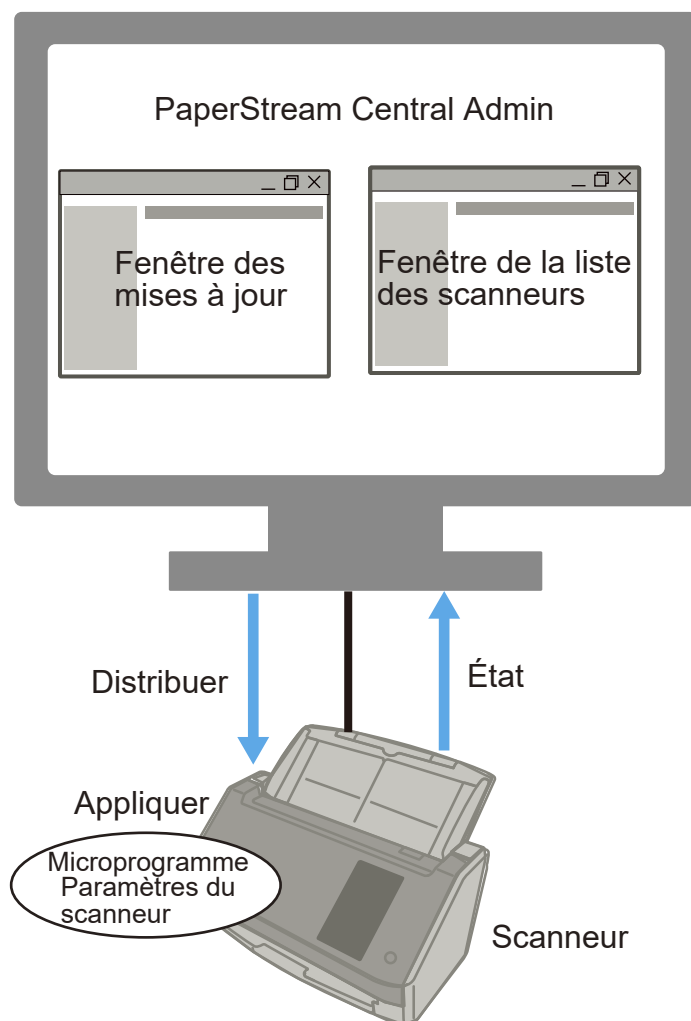 PaperStream Central Admin
Fenêtre des
mises à jour
Fenêtre de la liste
des scanneurs
Distribuer
État
Appliquer
Microprogramme
Paramètres du
scanneur
Scanneur